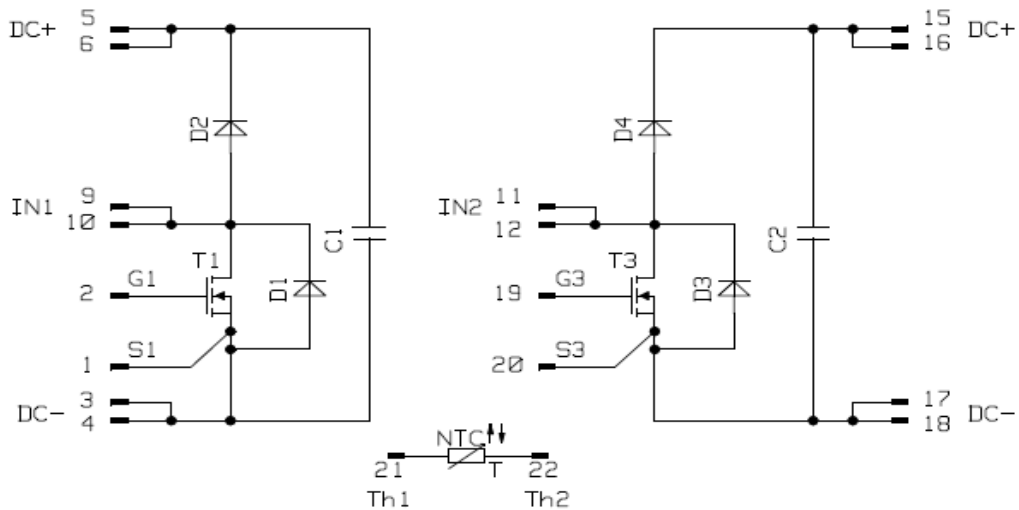 DC+ 5
6
15 DC+
16
D2
D4
IN1 9
10
IN2 11
12
C1
C2
T1
T3
D1
D3
2 G1
19 G3
1 S1
20 S3
DC- 3
4
17 DC-
18
NTC
T
21
22
Th1
Th2